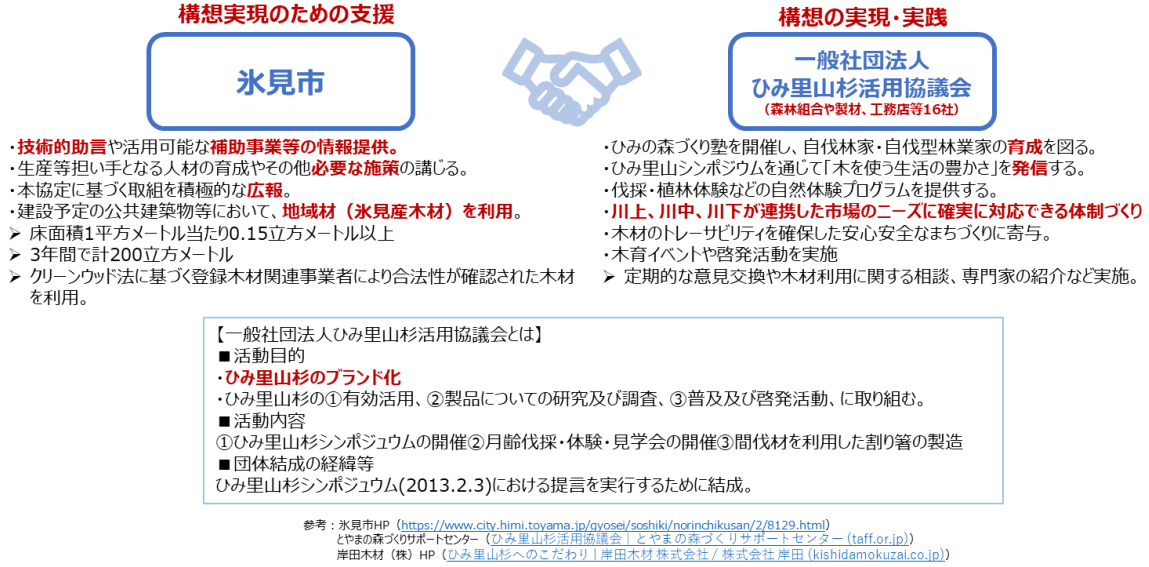 構想実現のための支援
氷見市
・技術的助言や活用可能な補助事業等の情報提供。
・生産等担い手となる人材の育成やその他必要な施策の講じる。
・本協定に基づく取組を積極的な広報。
・建設予定の公共建築物等において、地域材（氷見産木材）を利用。
➢ 床面積1平方メートル当たり0.15立方メートル以上
➢ 3年間で計200立方メートル
➢ クリーンウッド法に基づく登録木材関連事業者により合法性が確認された木材
を利用。
構想の実現・実践
一般社団法人
ひみ里山杉活用協議会
（森林組合や製材、工務店等16社）
・ひみの森づくり塾を開催し、自伐林家・自伐型林業家の育成を図る。
・ひみ里山シンポジウムを通じて「木を使う生活の豊かさ」を発信する。
・伐採・植林体験などの自然体験プログラムを提供する。
・川上、川中、川下が連携した市場のニーズに確実に対応できる体制づくり
・木材のトレーサビリティを確保した安心安全なまちづくりに寄与。
・木育イベントや啓発活動を実施
➢ 定期的な意見交換や木材利用に関する相談、専門家の紹介など実施。
【一般社団法人ひみ里山杉活用協議会とは】
■活動目的
・ひみ里山杉のブランド化
・ひみ里山杉の①有効活用、②製品についての研究及び調査、③普及及び啓発活動、に取り組む。
■活動内容
①ひみ里山杉シンポジュウムの開催②月齢伐採・体験・見学会の開催③間伐材を利用した割り箸の製造
■団体結成の経緯等
ひみ里山杉シンポジュウム(2013.2.3)における提言を実行するために結成。
参考：氷見市HP（https://www.city.himi.toyama.jp/gyosei/soshiki/norinchikusan/2/8129.html）
とやまの森づくりサポートセンター（ひみ里山杉活用協議会 | とやまの森づくりサポートセンター (taff.or.jp)）
岸田木材（株）HP（ひみ里山杉へのこだわり | 岸田木材 株式会社 / 株式会社 岸田 (kishidamokuzai.co.jp)）